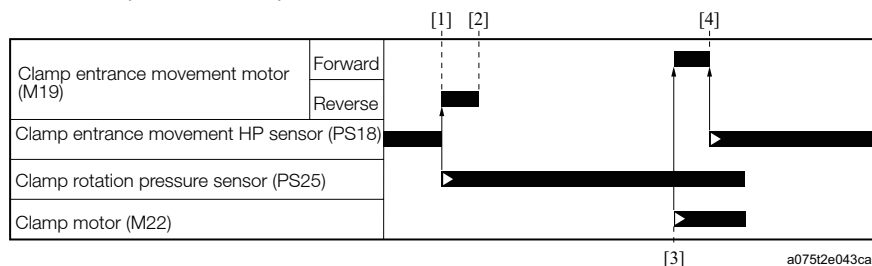 [1] [2] [4]
Clamp entrance movement motor
(M19)
Forward
Reverse
Clamp entrance movement HP sensor (PS18)
Clamp rotation pressure sensor (PS25)
Clamp motor (M22)
[3]
a075t2e043ca